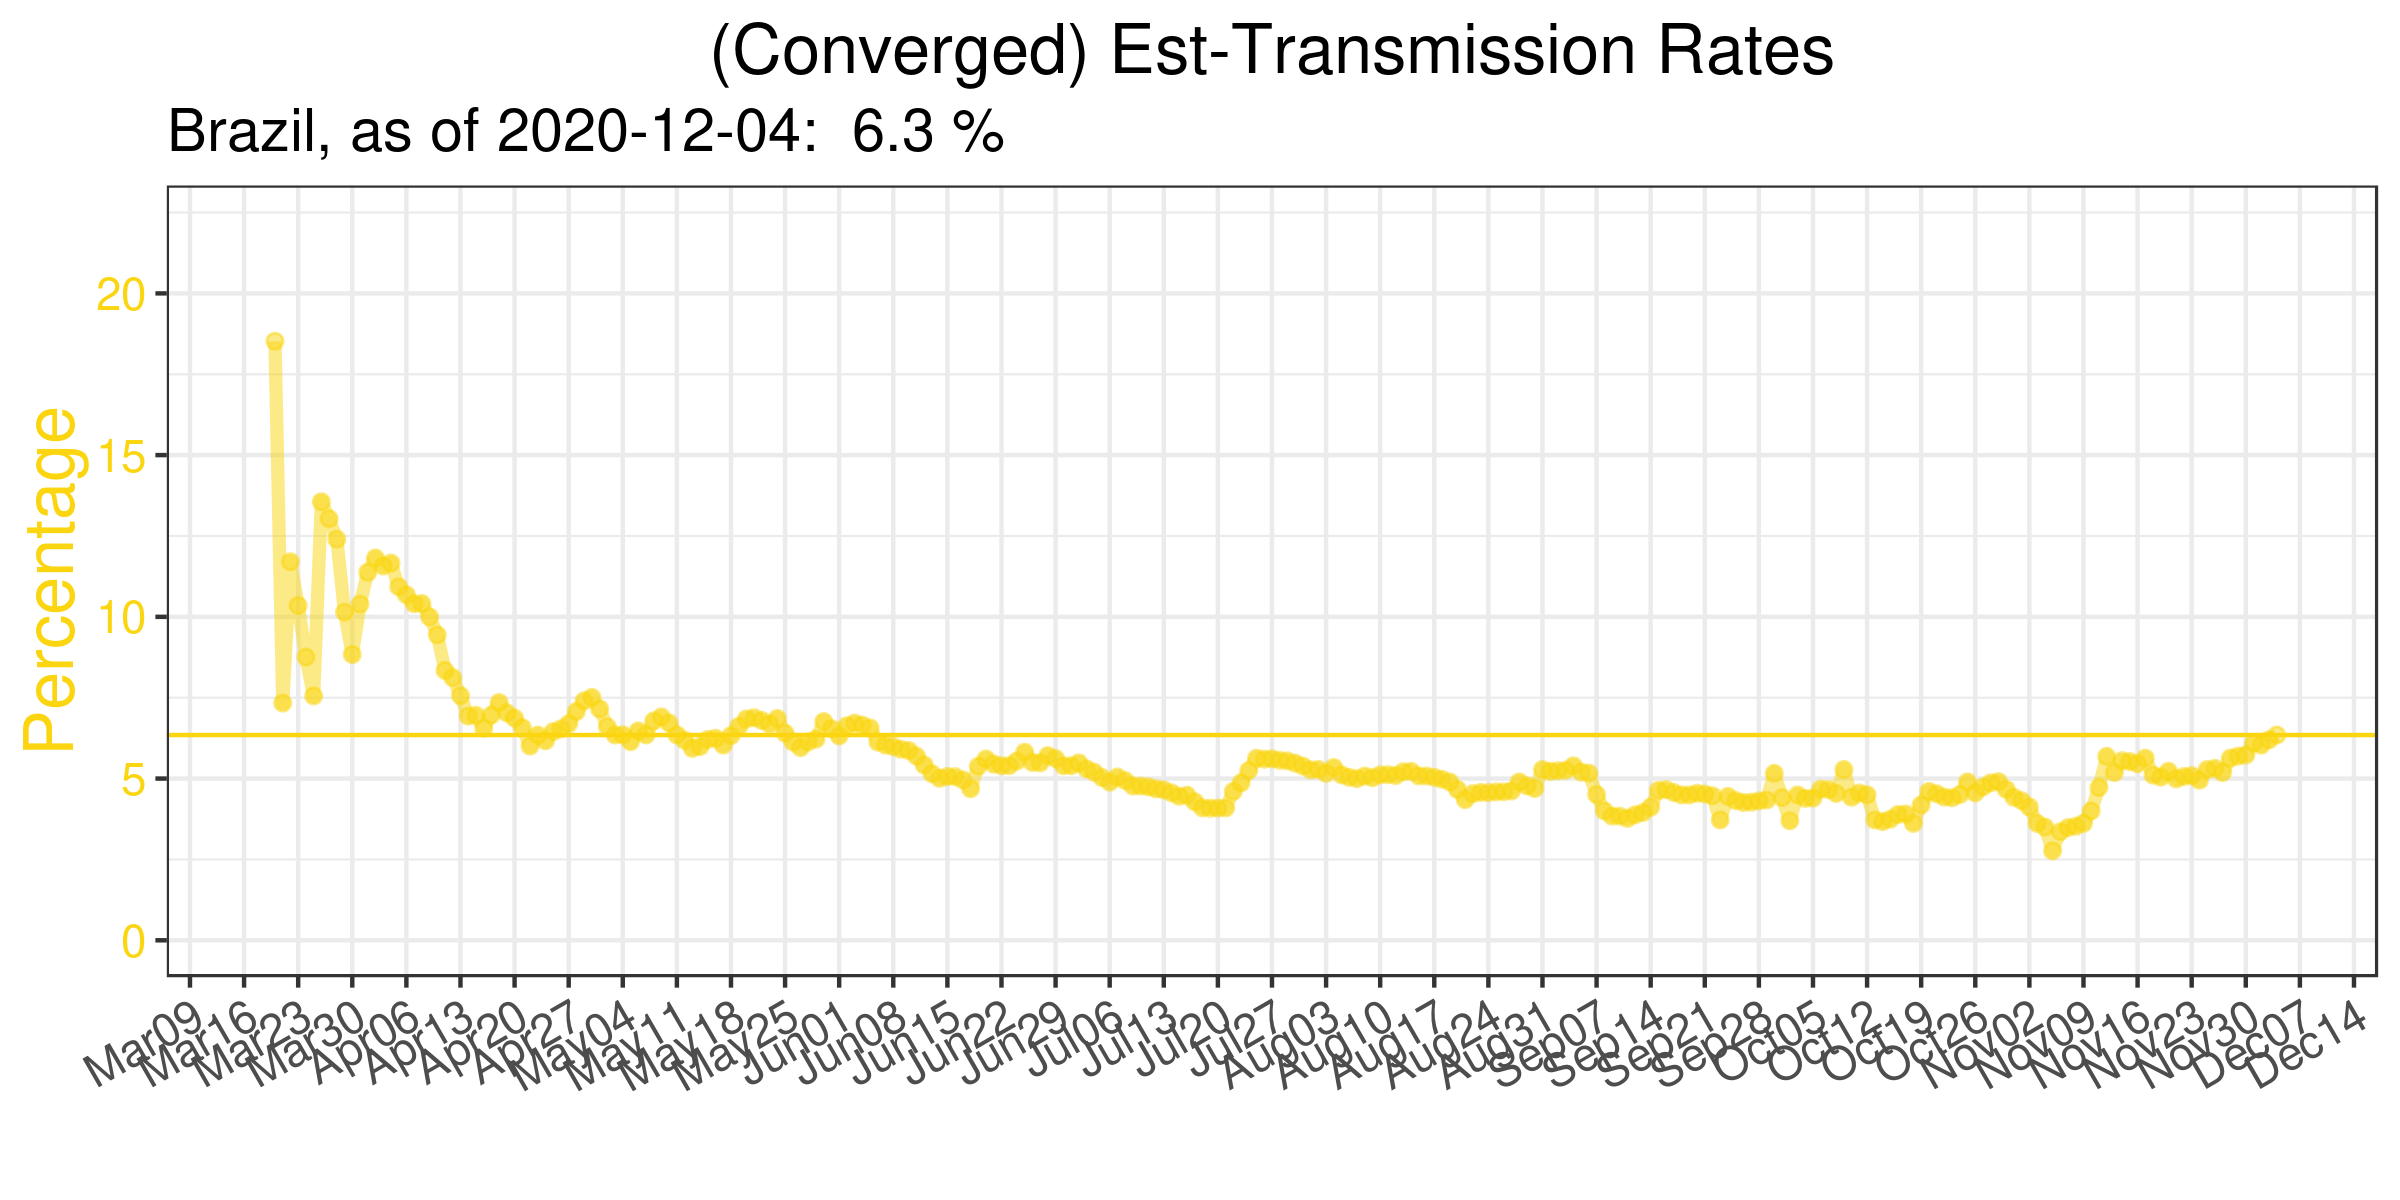 (Converged) Est-Transmission Rates
Brazil, as of 2020-12-04:  6.3 %
Percentage
20
15
10
5
0
Mar09
Mar16
Mar23
Mar30
Apr06
Apr13
Apr20
Apr27
May04
May11
May18
May25
Jun01
Jun08
Jun15
Jun22
Jun29
Jul06
Jul13
Jul20
Jul27
Aug03
Aug10
Aug17
Aug24
Aug31
Sep07
Sep14
Sep21
Sep28
Oct05
Oct12
Oct19
Oct26
Nov02
Nov09
Nov16
Nov23
Nov30
Dec07
Dec14